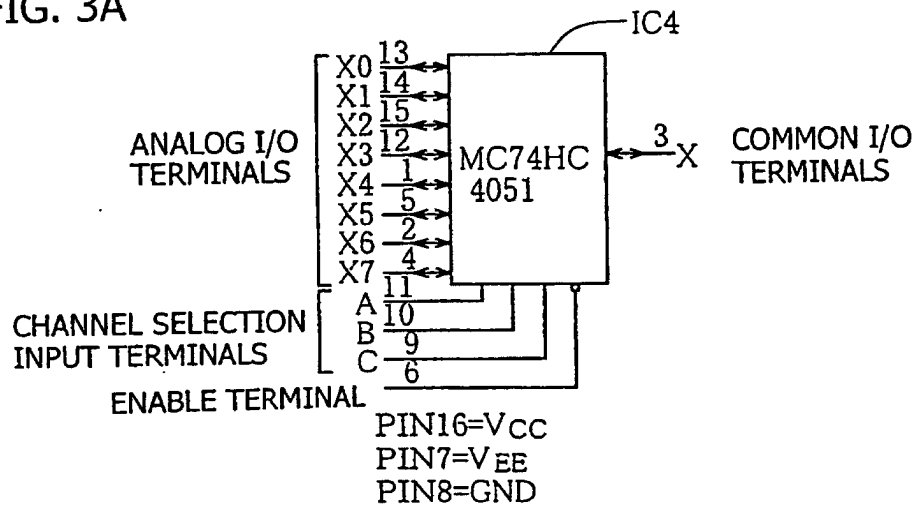 FIG. 3A
IC4
X0 13
X1 14
X2 15
X3 12
X4 1
X5 5
X6 2
X7 4
ANALOG I/O
TERMINALS
MC74HC
4051
3 X
COMMON I/O
TERMINALS
A 11
B 10
C 9
CHANNEL SELECTION
INPUT TERMINALS
6
ENABLE TERMINAL
PIN16=VCC
PIN7=VEE
PIN8=GND